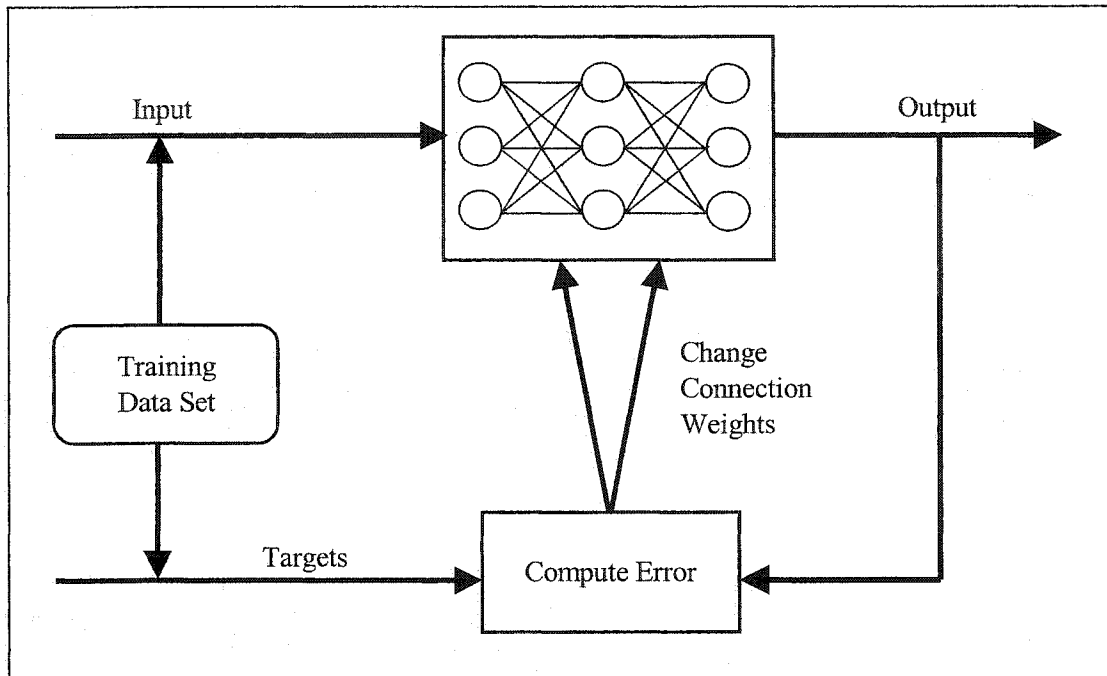 Input
Output
Training
Data Set
Change
Connection
Weights
Targets
Compute Error